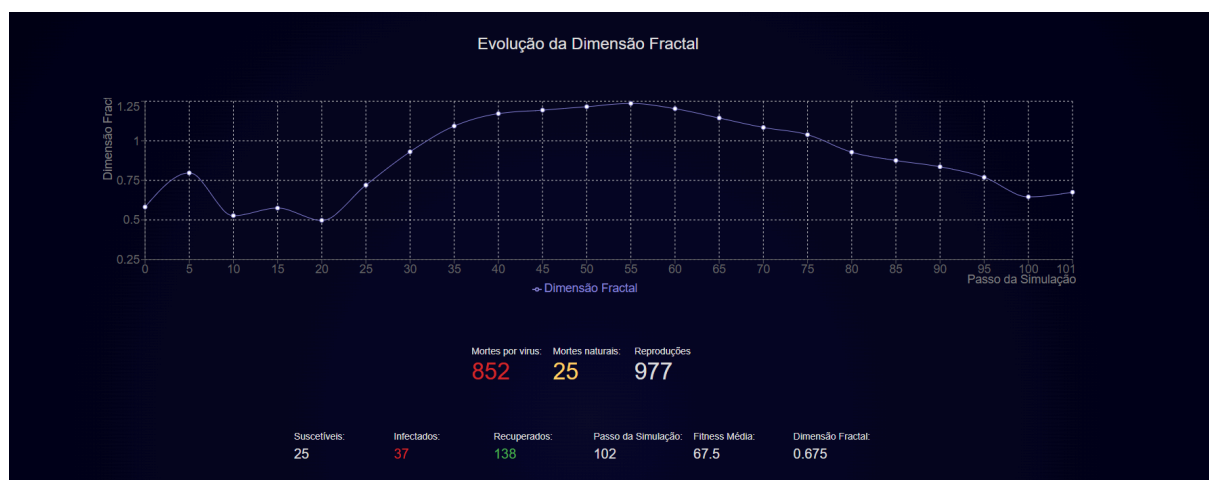 Evolução da Dimensão Fractal
Dimensão Fract
1.25
1
0.75
0.5
0.25
0 5 10 15 20 25 30 35 40 45 50 55 60 65 70 75 80 85 90 95 100 101
Passo da Simulação
Dimensão Fractal
Mortes por virus: Mortes naturais: Reproduções
852 25 977
Suscetíveis: Infectados: Recuperados: Passo da Simulação: Fitness Média: Dimensão Fractal:
25 37 138 102 67.5 0.675